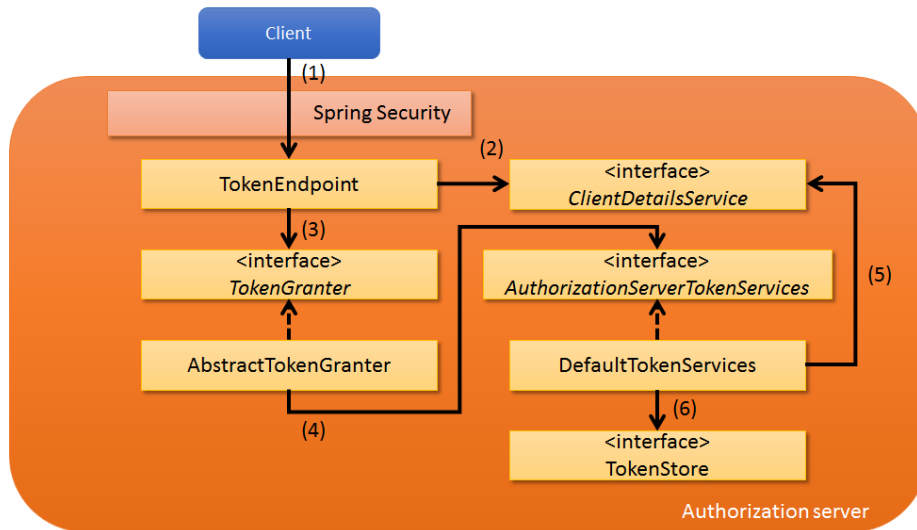 Client
(1)
Spring Security
(2)
TokenEndpoint
<interface>
ClientDetailsService
(3)
<interface>
TokenGranter
<interface>
AuthorizationServerTokenServices
(5)
AbstractTokenGranter
DefaultTokenServices
(4)
(6)
<interface>
TokenStore
Authorization server